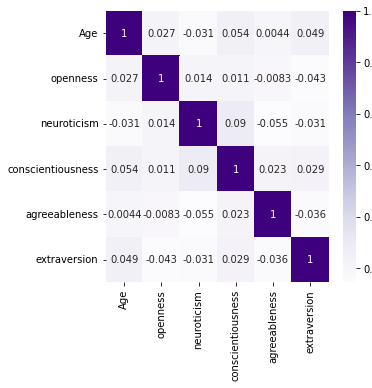 Age 1 0.027 -0.031 0.054 0.0044 0.049
openness 0.027 1 0.014 0.011 -0.0083 -0.043
neuroticism -0.031 0.014 1 0.09 -0.055 -0.031
conscientiousness 0.054 0.011 0.09 1 0.023 0.029
agreeableness 0.0044 -0.0083 -0.055 0.023 1 -0.036
extraversion 0.049 -0.043 -0.031 0.029 -0.036 1
Age openness neuroticism conscientiousness agreeableness extraversion
1.
0.
0.
0.
0.
0.